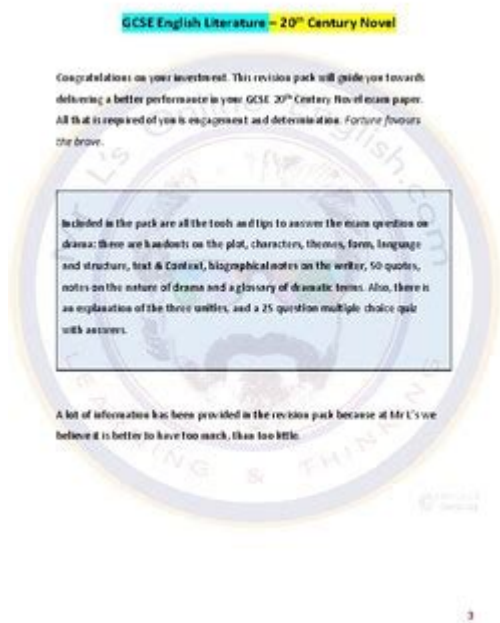 GCSE English Literature – 20th Century Novel
Congratulations on your investment. This revision pack will guide you towards
delivering a better performance in your GCSE 20th Century Novel exam paper.
All that is required of you is engagement and determination. Fortune favours
the brave.
Included in the pack are all the tools and tips to answer the exam question on
drama: there are handouts on the plot, characters, themes, form, language
and structure, text & Context, biographical notes on the writer, 50 quotes,
notes on the nature of drama and a glossary of dramatic terms. Also, there is
an explanation of the three unities, and a 25 question multiple choice quiz
with answers.
A lot of information has been provided in the revision pack because at Mr L's we
believe it is better to have too much, than too little.
LEARNING & THINKING
3